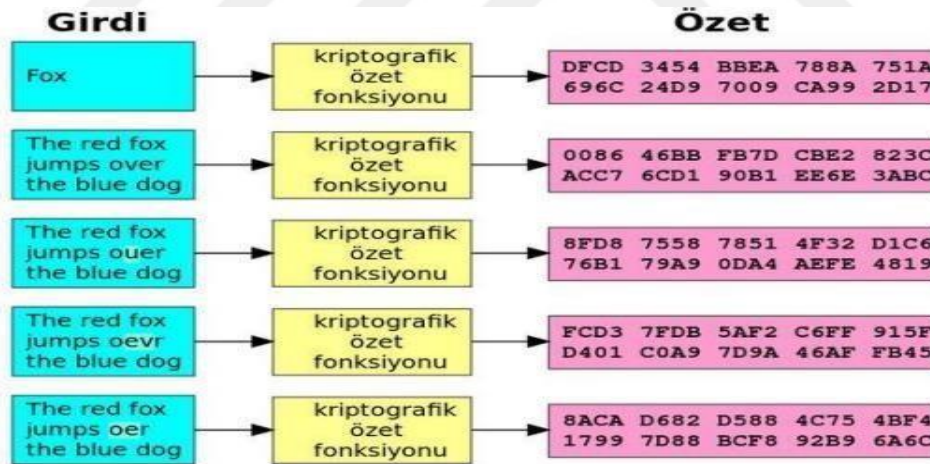 Girdi
Özet
Fox
kriptografik
özet
fonksiyonu
DFCD 3454 BBEA 788A 751A
696C 24D9 7009 CA99 2D17
The red fox
jumps over
the blue dog
kriptografik
özet
fonksiyonu
0086 46BB FB7D CBE2 823C
ACC7 6CD1 90B1 EE6E 3ABC
The red fox
jumps ouer
the blue dog
kriptografik
özet
fonksiyonu
8FD8 7558 7851 4F32 D1C6
76B1 79A9 0DA4 AEFE 4819
The red fox
jumps oevr
the blue dog
kriptografik
özet
fonksiyonu
FCD3 7FDB 5AF2 C6FF 915F
D401 C0A9 7D9A 46AF FB45
The red fox
jumps oer
the blue dog
kriptografik
özet
fonksiyonu
8ACA D682 D588 4C75 4BF4
1799 7D88 BCF8 92B9 6A6C